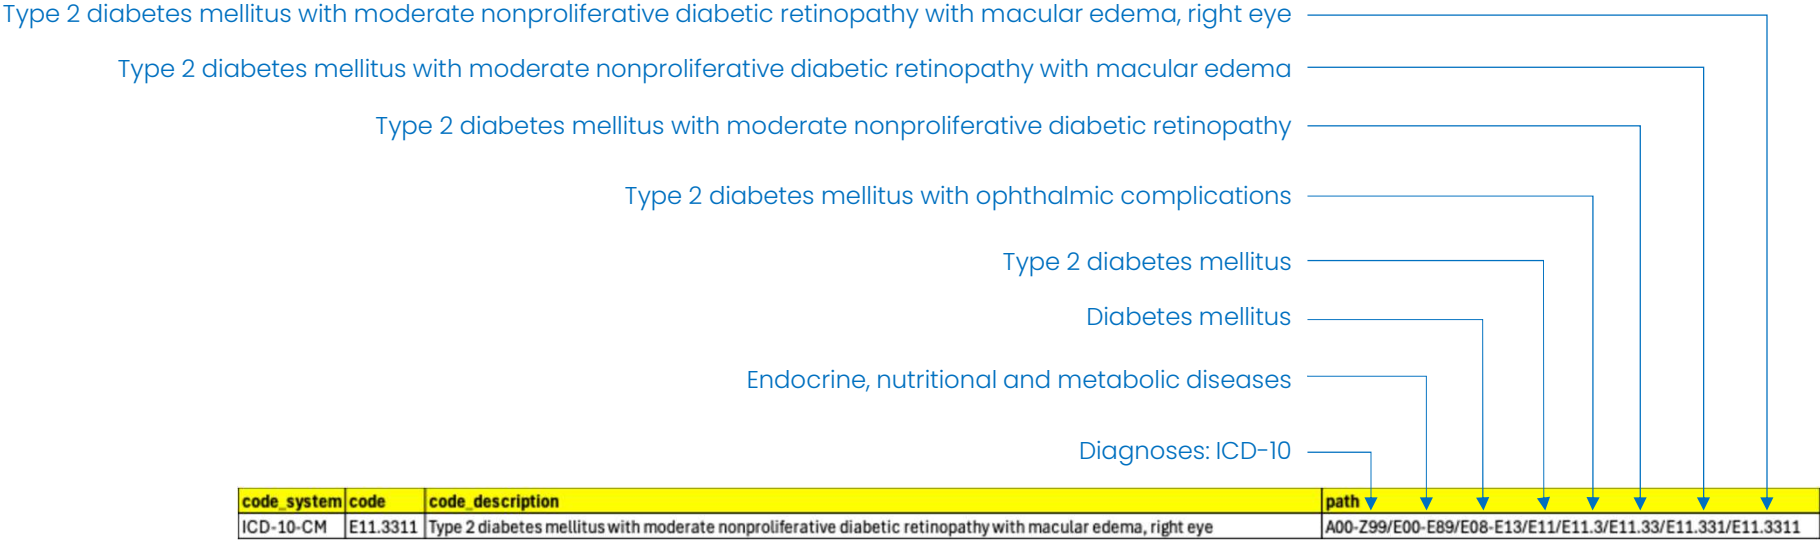 Type 2 diabetes mellitus with moderate nonproliferative diabetic retinopathy with macular edema, right eye
Type 2 diabetes mellitus with moderate nonproliferative diabetic retinopathy with macular edema
Type 2 diabetes mellitus with moderate nonproliferative diabetic retinopathy
Type 2 diabetes mellitus with ophthalmic complications
Type 2 diabetes mellitus
Diabetes mellitus
Endocrine, nutritional and metabolic diseases
Diagnoses: ICD-10
code_system code code_description path
ICD-10-CM E11.3311 Type 2 diabetes mellitus with moderate nonproliferative diabetic retinopathy with macular edema, right eye A00-Z99/E00-E89/E08-E13/E11/E11.3/E11.33/E11.331/E11.3311